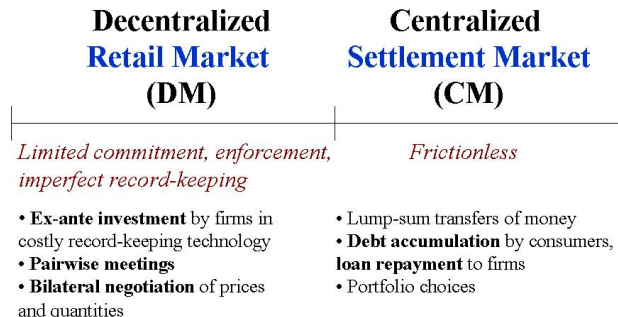 Decentralized
Retail Market
(DM)
Centralized
Settlement Market
(CM)
Limited commitment, enforcement,
imperfect record-keeping
Frictionless
• Ex-ante investment by firms in
costly record-keeping technology
• Pairwise meetings
• Bilateral negotiation of prices
and quantities
• Lump-sum transfers of money
• Debt accumulation by consumers,
loan repayment to firms
• Portfolio choices